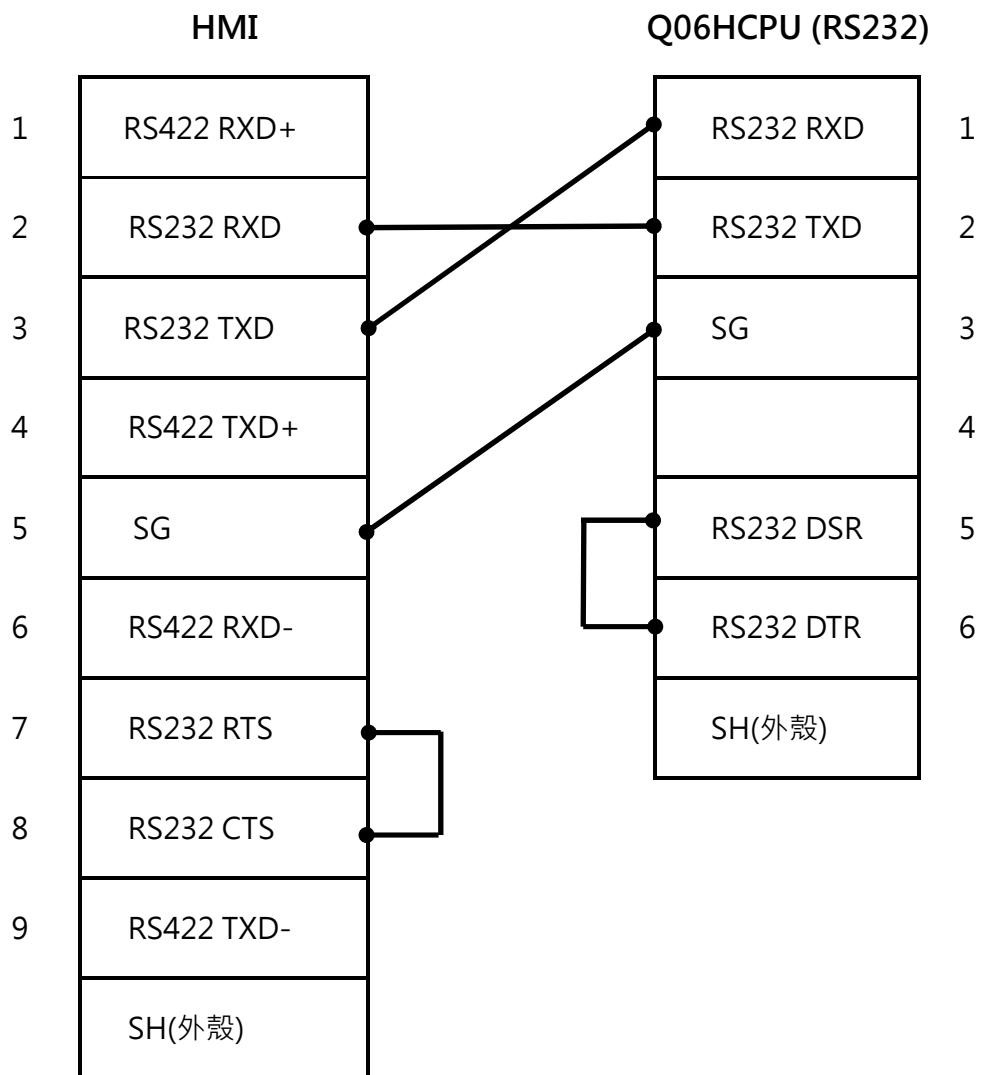 HMI
Q06HCPU (RS232)
1 RS422 RXD+
RS232 RXD 1
2 RS232 RXD
RS232 TXD 2
3 RS232 TXD
SG 3
4 RS422 TXD+
4
5 SG
RS232 DSR 5
6 RS422 RXD-
RS232 DTR 6
7 RS232 RTS
SH(外殼)
8 RS232 CTS
9 RS422 TXD-
SH(外殼)